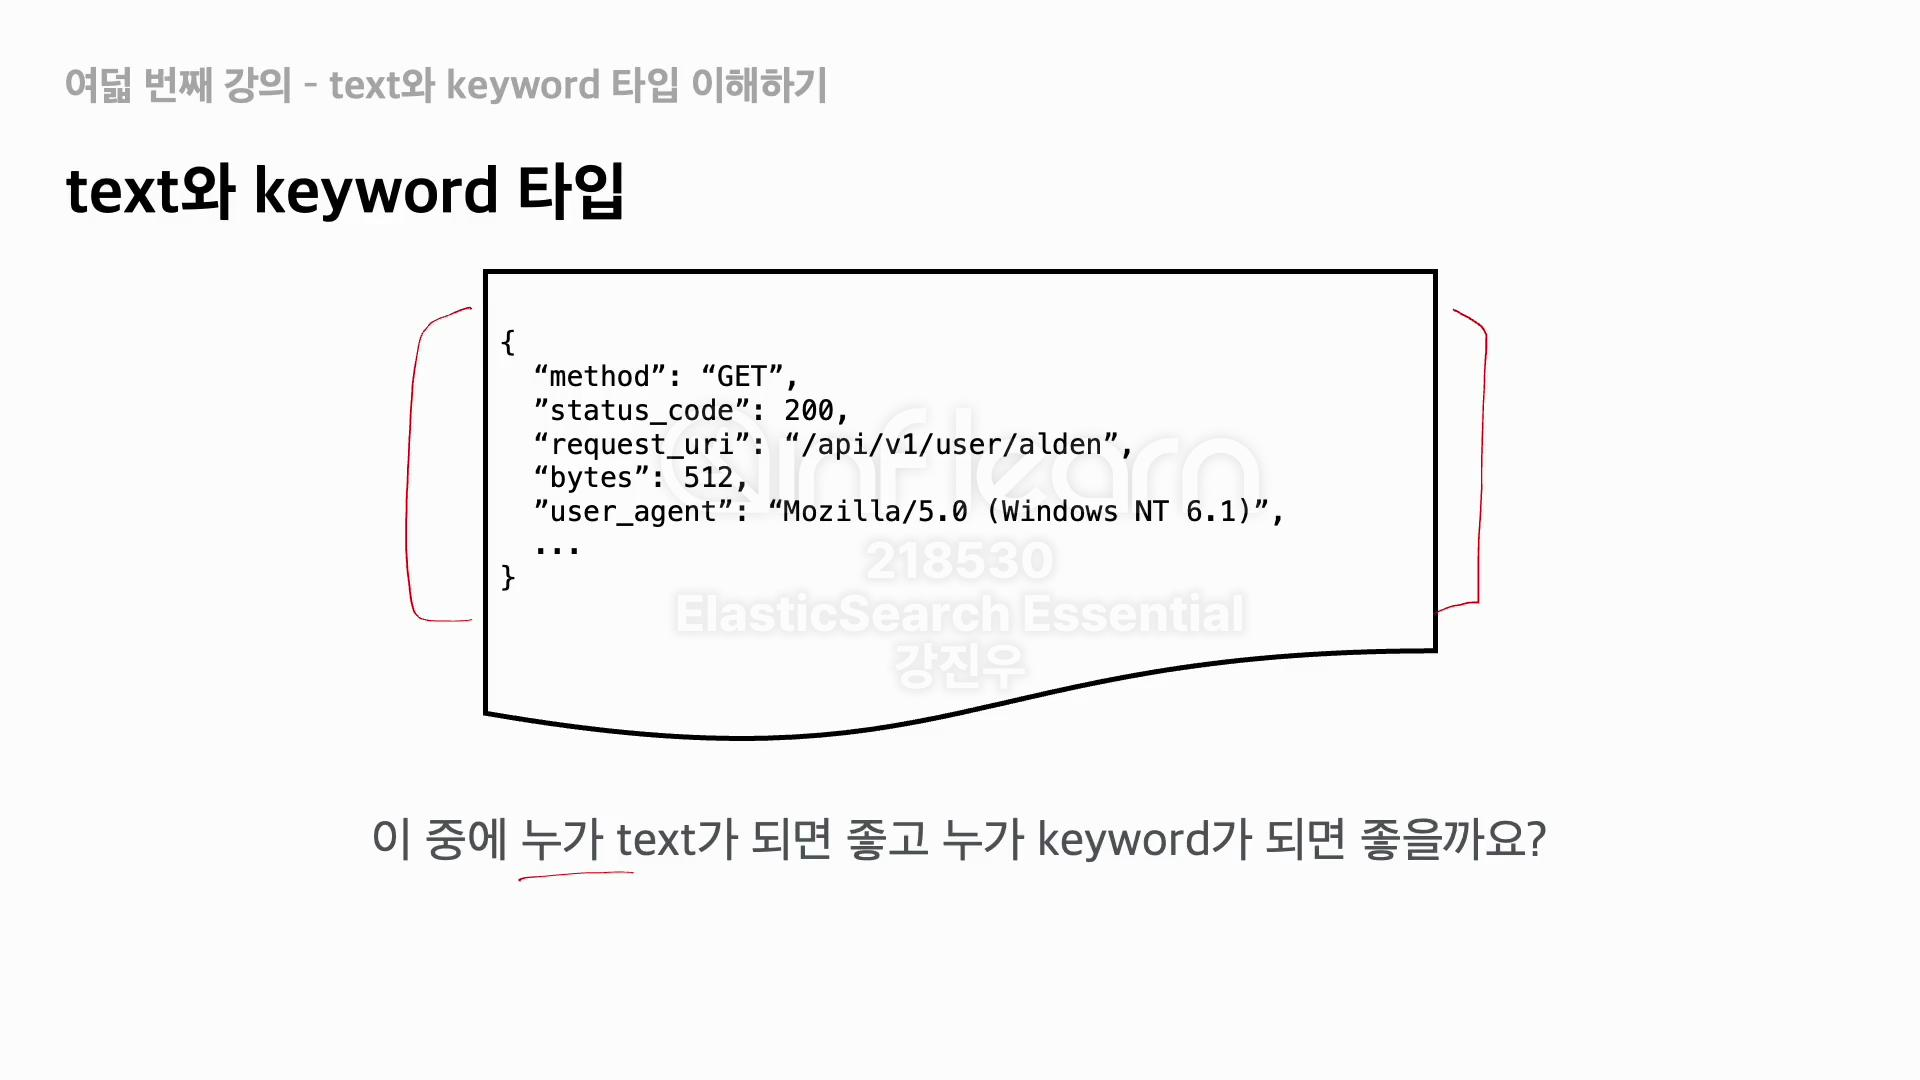 여덟 번째 강의 - text와 keyword 타입 이해하기
text와 keyword 타입
{
“method”: “GET”,
”status_code”: 200,
“request_uri”: “/api/v1/user/alden”,
“bytes”: 512,
”user_agent”: “Mozilla/5.0 (Windows NT 6.1)”,
...
}
inflearn
218530
ElasticSearch Essential
강진우
이 중에 누가 text가 되면 좋고 누가 keyword가 되면 좋을까요?